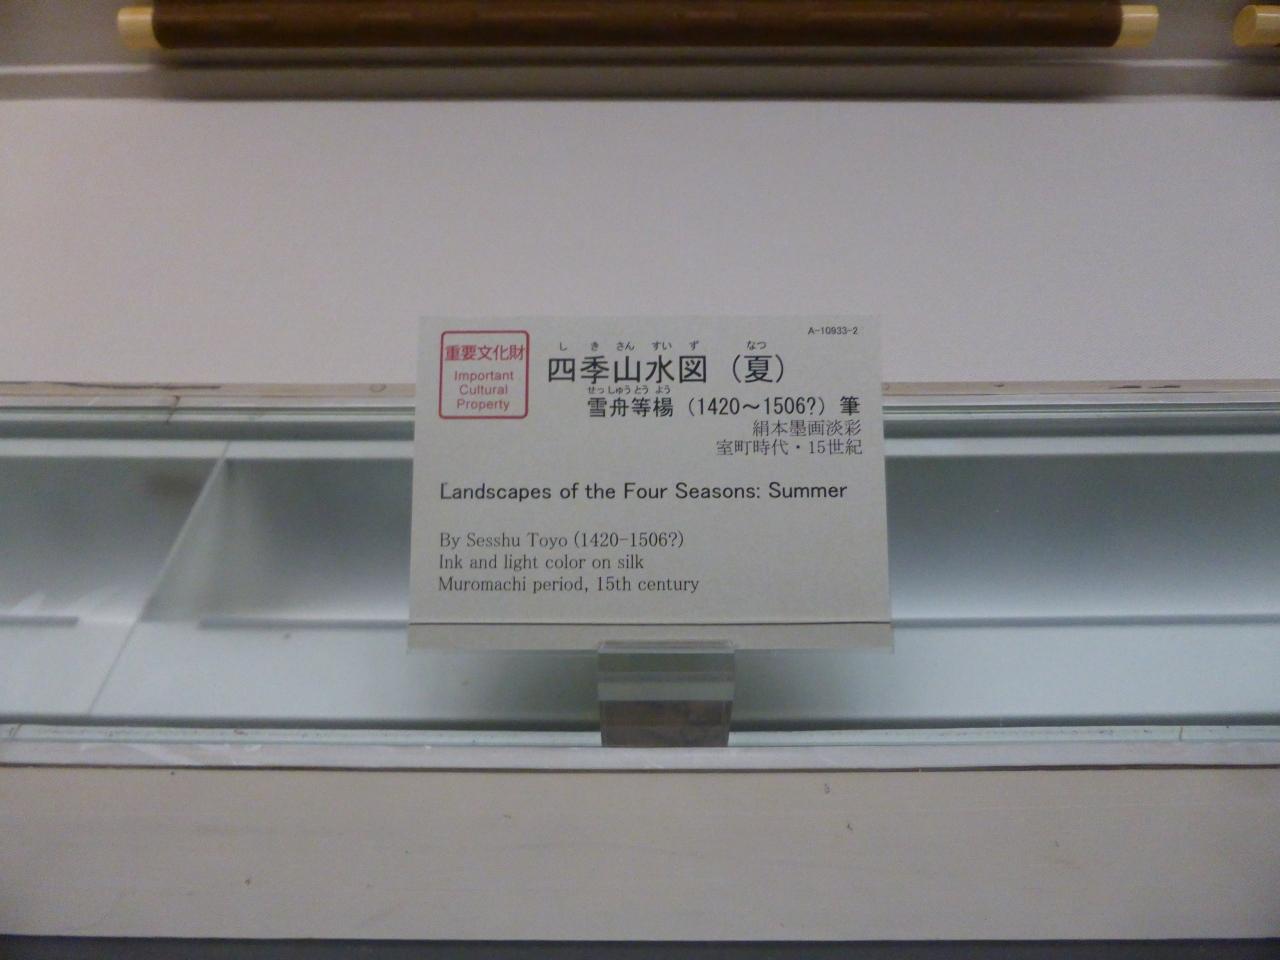 A-10933-2
重要文化財
Important
Cultural
Property
し き さん すい ず なつ
四季山水図（夏）
せっしゅうとう よう
雪舟等楊（1420～1506?）筆
絹本墨画淡彩
室町時代・15世紀
Landscapes of the Four Seasons: Summer
By Sesshu Toyo (1420-1506?)
Ink and light color on silk
Muromachi period, 15th century